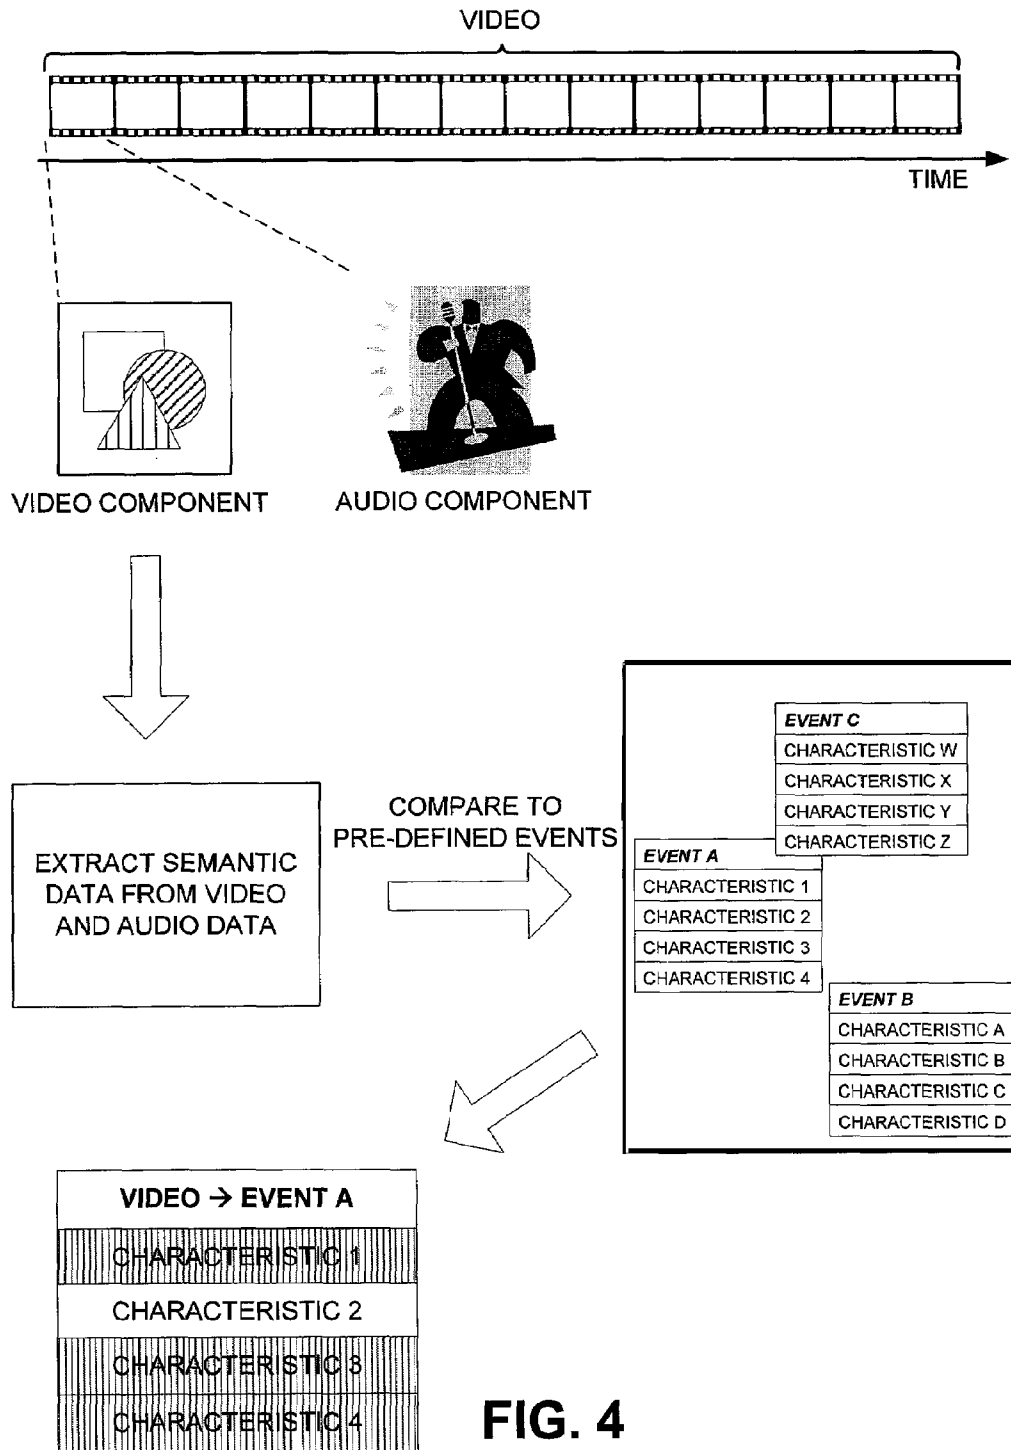 VIDEO
TIME
VIDEO COMPONENT
AUDIO COMPONENT
EXTRACT SEMANTIC
DATA FROM VIDEO
AND AUDIO DATA
COMPARE TO
PRE-DEFINED EVENTS
EVENT C
CHARACTERISTIC W
CHARACTERISTIC X
CHARACTERISTIC Y
CHARACTERISTIC Z
EVENT A
CHARACTERISTIC 1
CHARACTERISTIC 2
CHARACTERISTIC 3
CHARACTERISTIC 4
EVENT B
CHARACTERISTIC A
CHARACTERISTIC B
CHARACTERISTIC C
CHARACTERISTIC D
VIDEO → EVENT A
CHARACTERISTIC 1
CHARACTERISTIC 2
CHARACTERISTIC 3
CHARACTERISTIC 4
FIG. 4